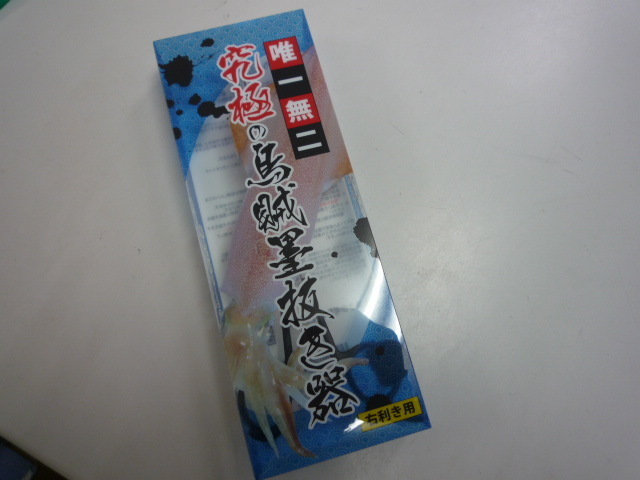 唯一無二
究極の烏賊墨抜き器
右利き用